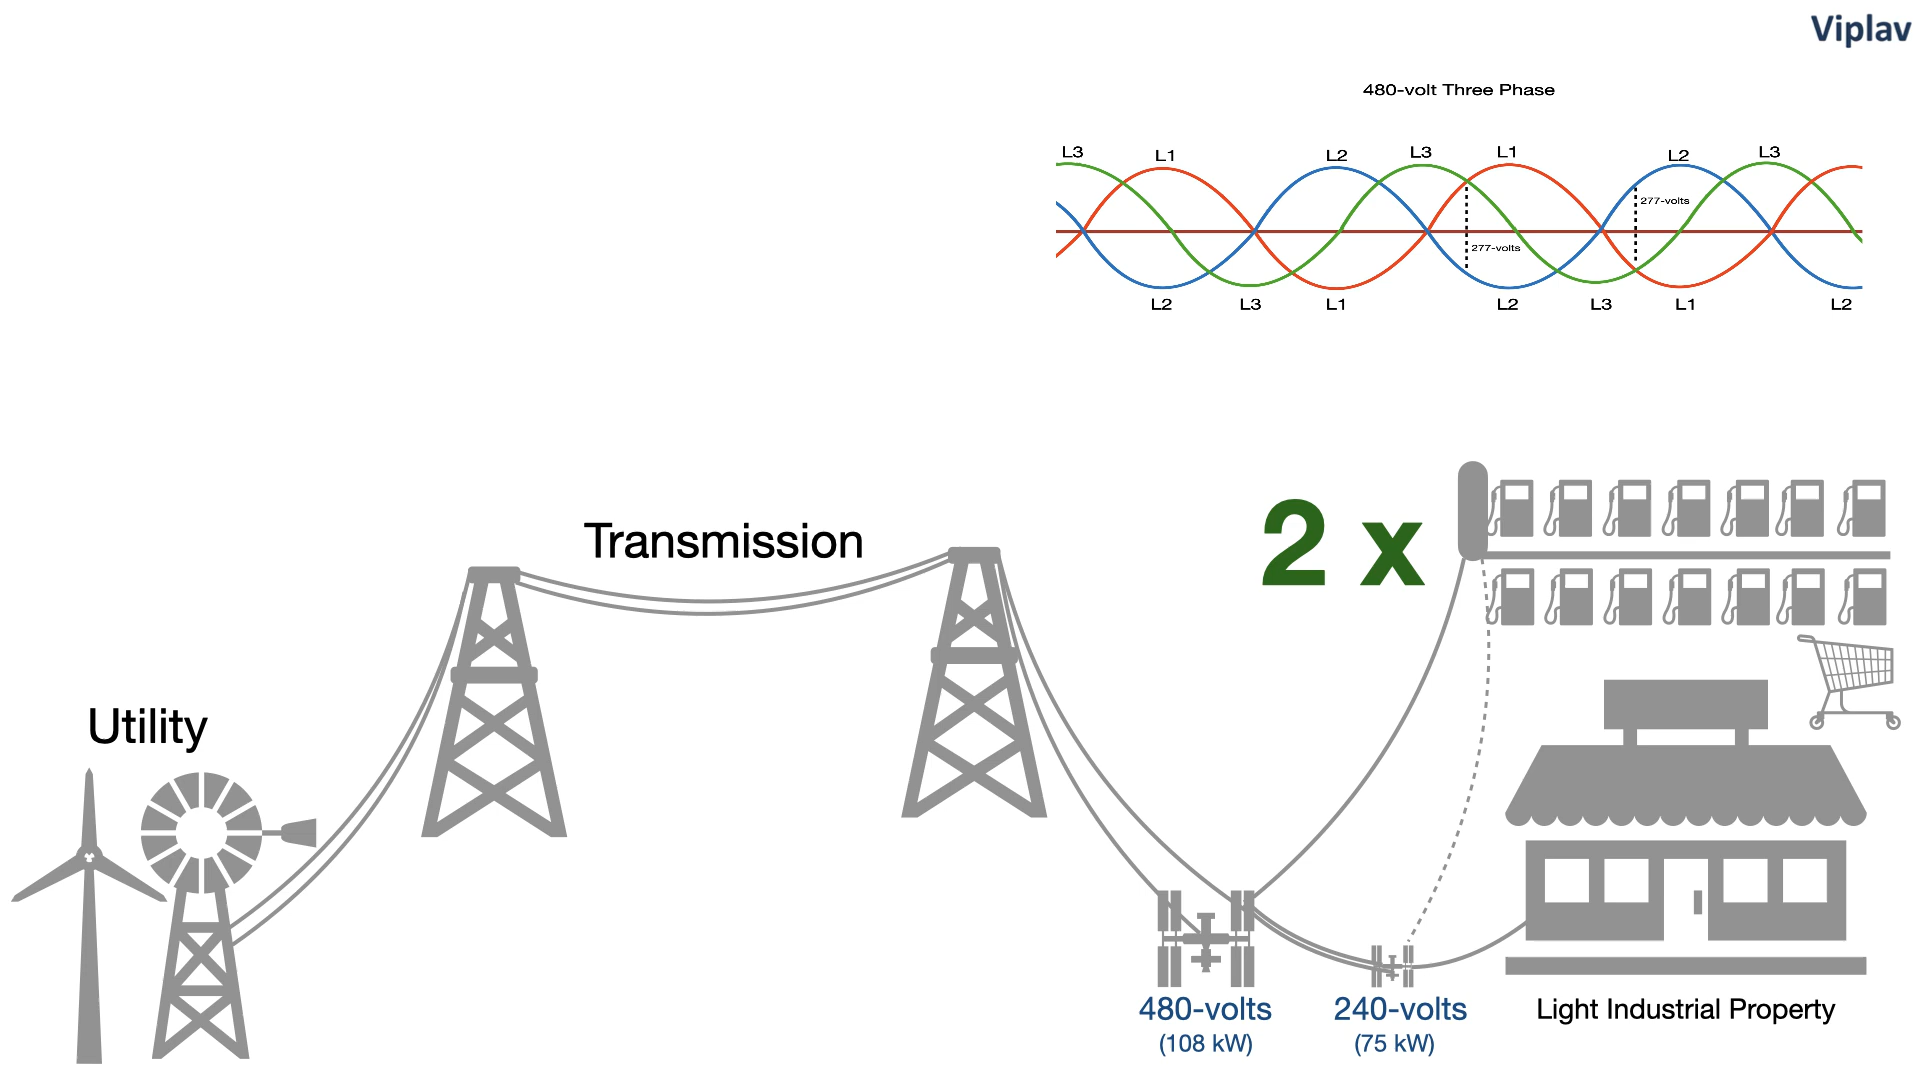 Viplav
480-volt Three Phase
L3 L1 L2 L3 L1 L2 L3
277-volts
277-volts
L2 L3 L1 L2 L3 L1 L2
2 x
Transmission
Utility
480-volts
(108 kW)
240-volts
(75 kW)
Light Industrial Property